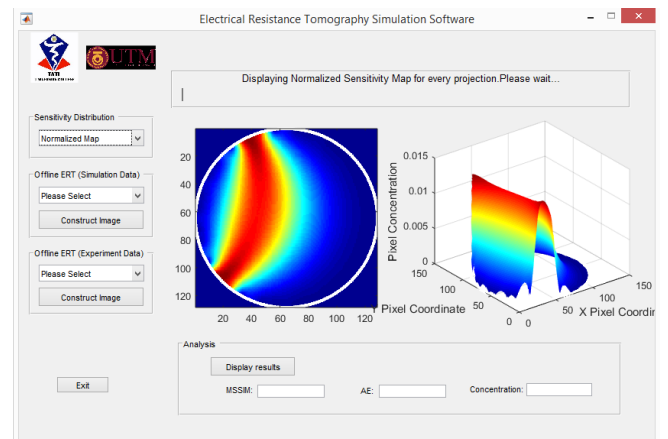 Electrical Resistance Tomography Simulation Software
TATI
UTM
Displaying Normalized Sensitivity Map for every projection.Please wait...
Sensitivity Distribution
Normalized Map
Offline ERT (Simulation Data)
Please Select
Construct Image
Offline ERT (Experiment Data)
Please Select
Construct Image
Exit
20
40
60
80
100
120
20 40 60 80 100 120
Pixel Concentration
0.015
0.01
0.005
0
150
100
50
0
Y Pixel Coordinate
0
50
100
150
X Pixel Coordin
Analysis
Display results
MSSIM:
AE:
Concentration: